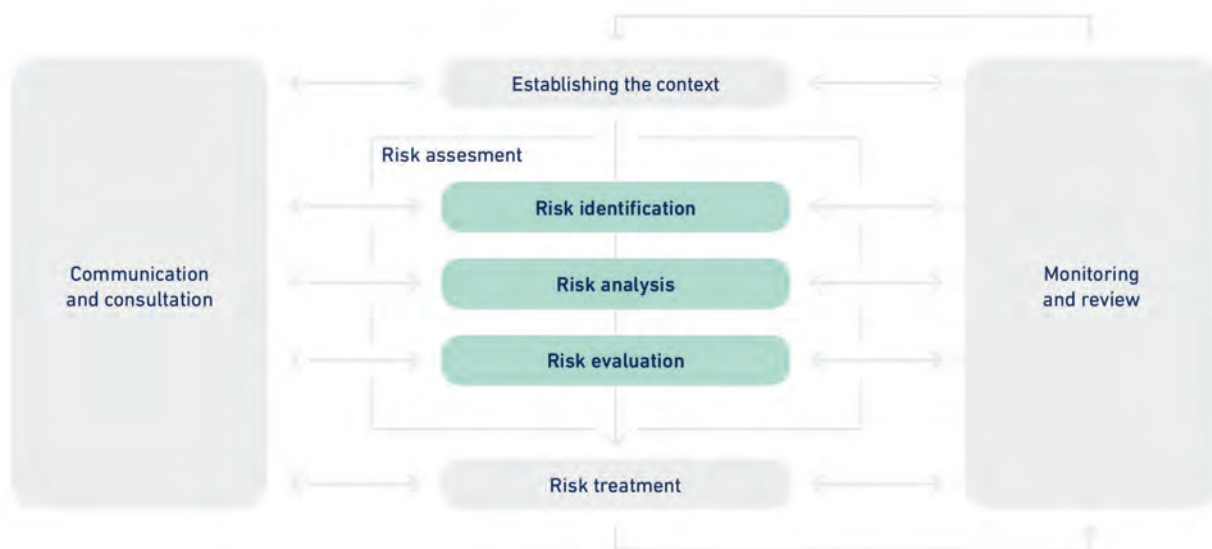 Establishing the context
Risk assesment
Risk identification
Communication
and consultation
Risk analysis
Monitoring
and review
Risk evaluation
Risk treatment